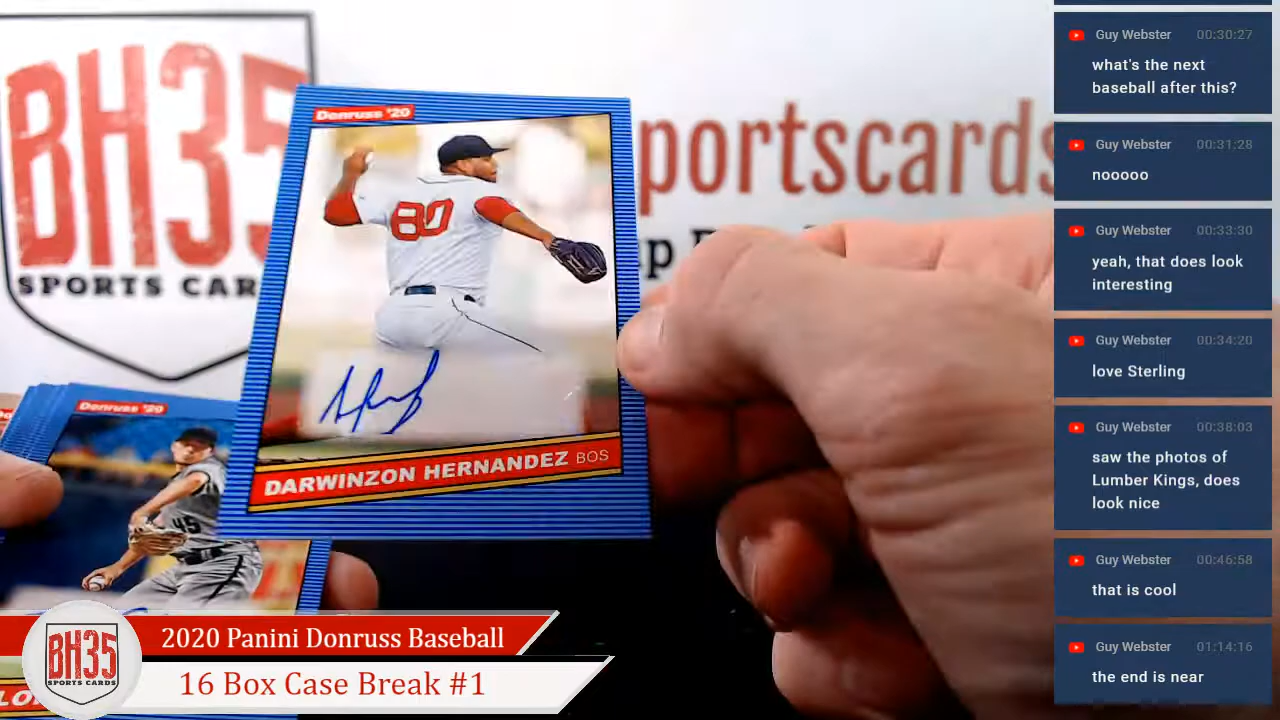 BH35
SPORTS CAR
portscards
Donruss '20
80
DARWINZON HERNANDEZ BOS
Donruss '20
45
BH35
SPORTS CARDS
2020 Panini Donruss Baseball
16 Box Case Break #1
Guy Webster 00:30:27
what's the next
baseball after this?
Guy Webster 00:31:28
nooooo
Guy Webster 00:33:30
yeah, that does look
interesting
Guy Webster 00:34:20
love Sterling
Guy Webster 00:38:03
saw the photos of
Lumber Kings, does
look nice
Guy Webster 00:46:58
that is cool
Guy Webster 01:14:16
the end is near